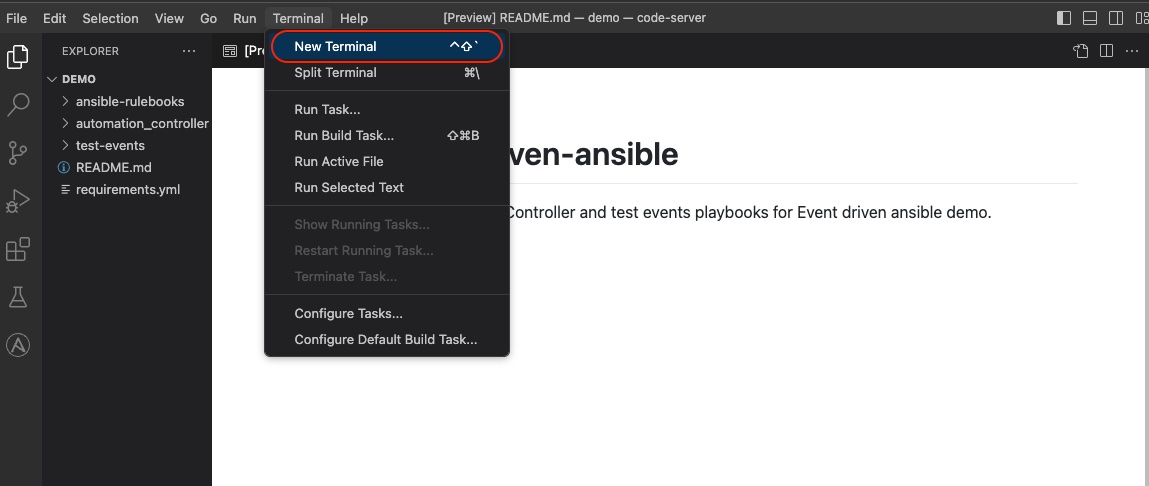 File Edit Selection View Go Run Terminal Help [Preview] README.md — demo — code-server
EXPLORER ···
DEMO
ansible-rulebooks
automation_controller
test-events
README.md
requirements.yml
New Terminal ^⇧`
Split Terminal ⌘\
Run Task...
Run Build Task... ⇧⌘B
Run Active File
Run Selected Text
Show Running Tasks...
Restart Running Task...
Terminate Task...
Configure Tasks...
Configure Default Build Task...
ven-ansible
Controller and test events playbooks for Event driven ansible demo.